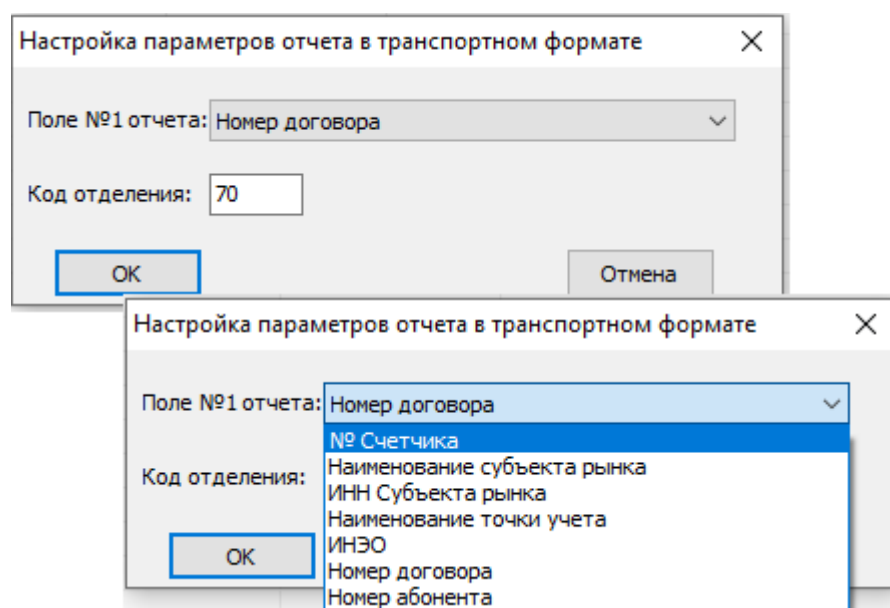 Настройка параметров отчета в транспортном формате
Поле №1 отчета: Номер договора
Код отделения: 70
ОК Отмена
Настройка параметров отчета в транспортном формате
Поле №1 отчета: Номер договора
№ Счетчика
Наименование субъекта рынка
Код отделения:
ИНН Субъекта рынка
Наименование точки учета
ИНЭО
ОК
Номер договора
Номер абонента